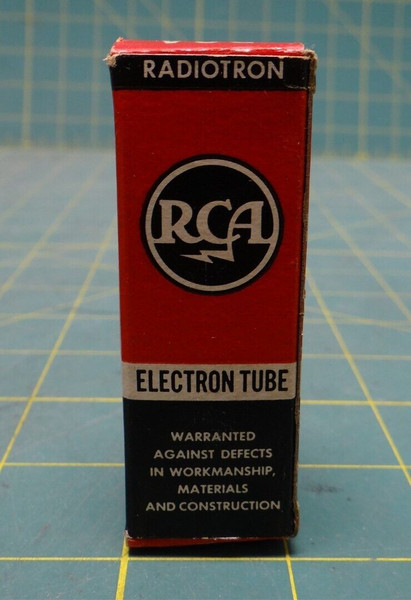 RADIOTRON
RCA
ELECTRON TUBE
WARRANTED
AGAINST DEFECTS
IN WORKMANSHIP,
MATERIALS
AND CONSTRUCTION